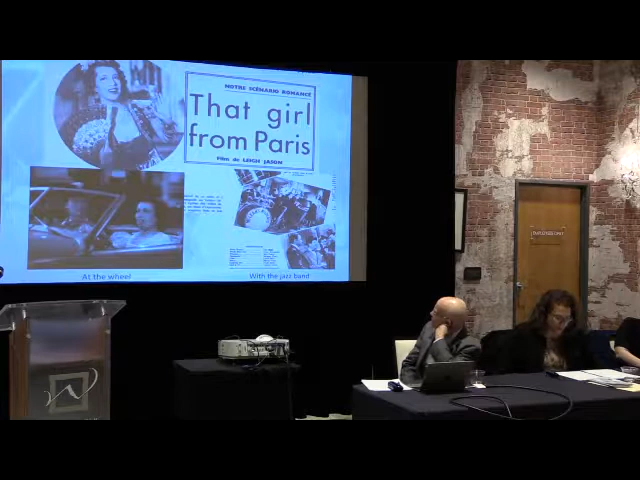 NOTRE SCÉNARIO ROMANCÉ
That girl
from Paris
Film de LEIGH JASON
At the wheel
With the jazz band
EMPLOYEES ONLY